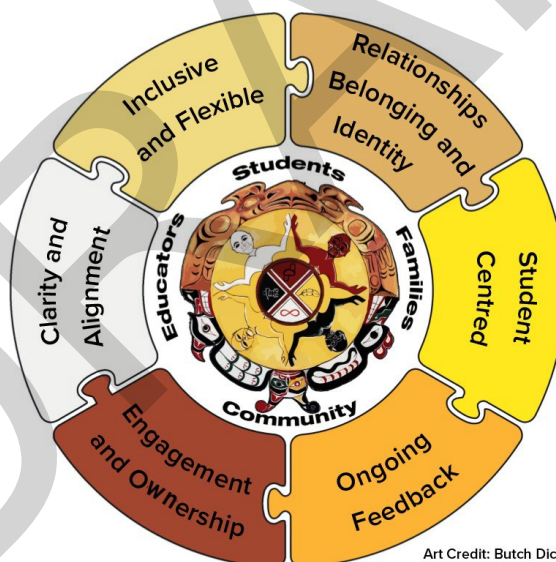 Inclusive
and Flexible
Relationships
Belonging and
Identity
Student
Centred
Ongoing
Feedback
Engagement
and Ownership
Clarity and
Alignment
Students
Families
Community
Educators
Art Credit: Butch